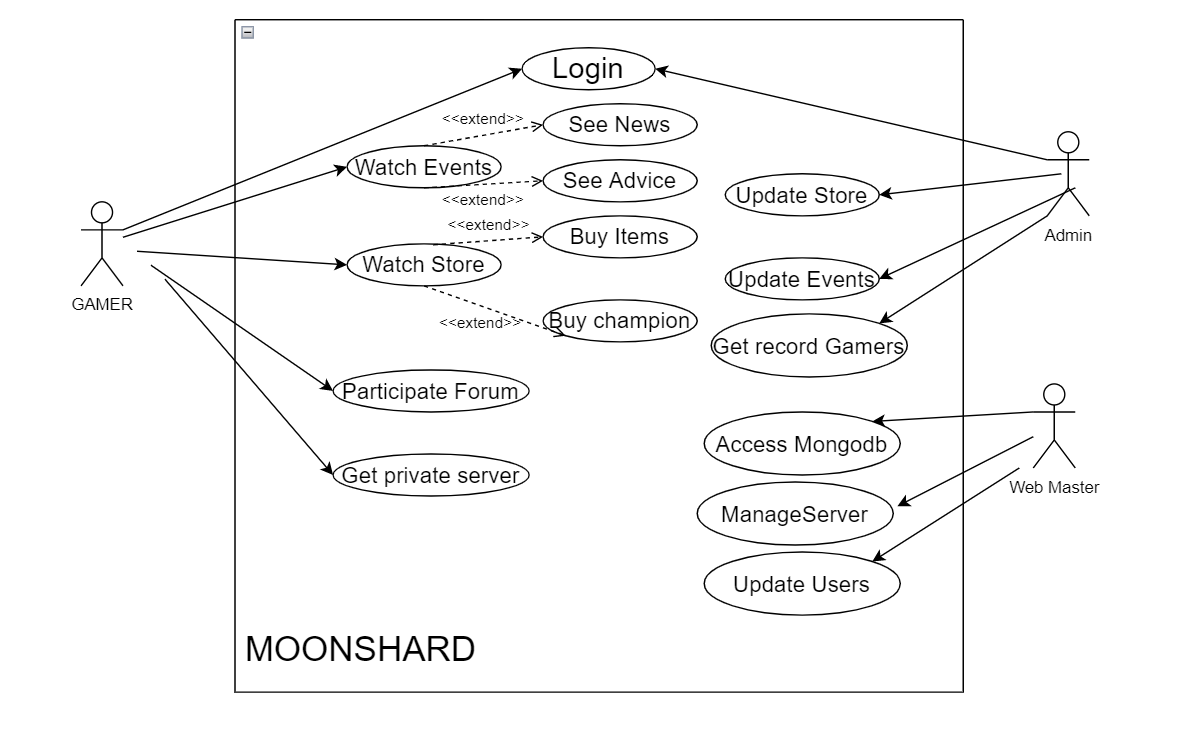 Login
<<extend>>
See News
Watch Events
See Advice
<<extend>>
Update Store
<<extend>>
Buy Items
Admin
Watch Store
Update Events
GAMER
<<extend>>
Buy champion
Get record Gamers
Participate Forum
Access Mongodb
Get private server
Web Master
ManageServer
Update Users
MOONSHARD